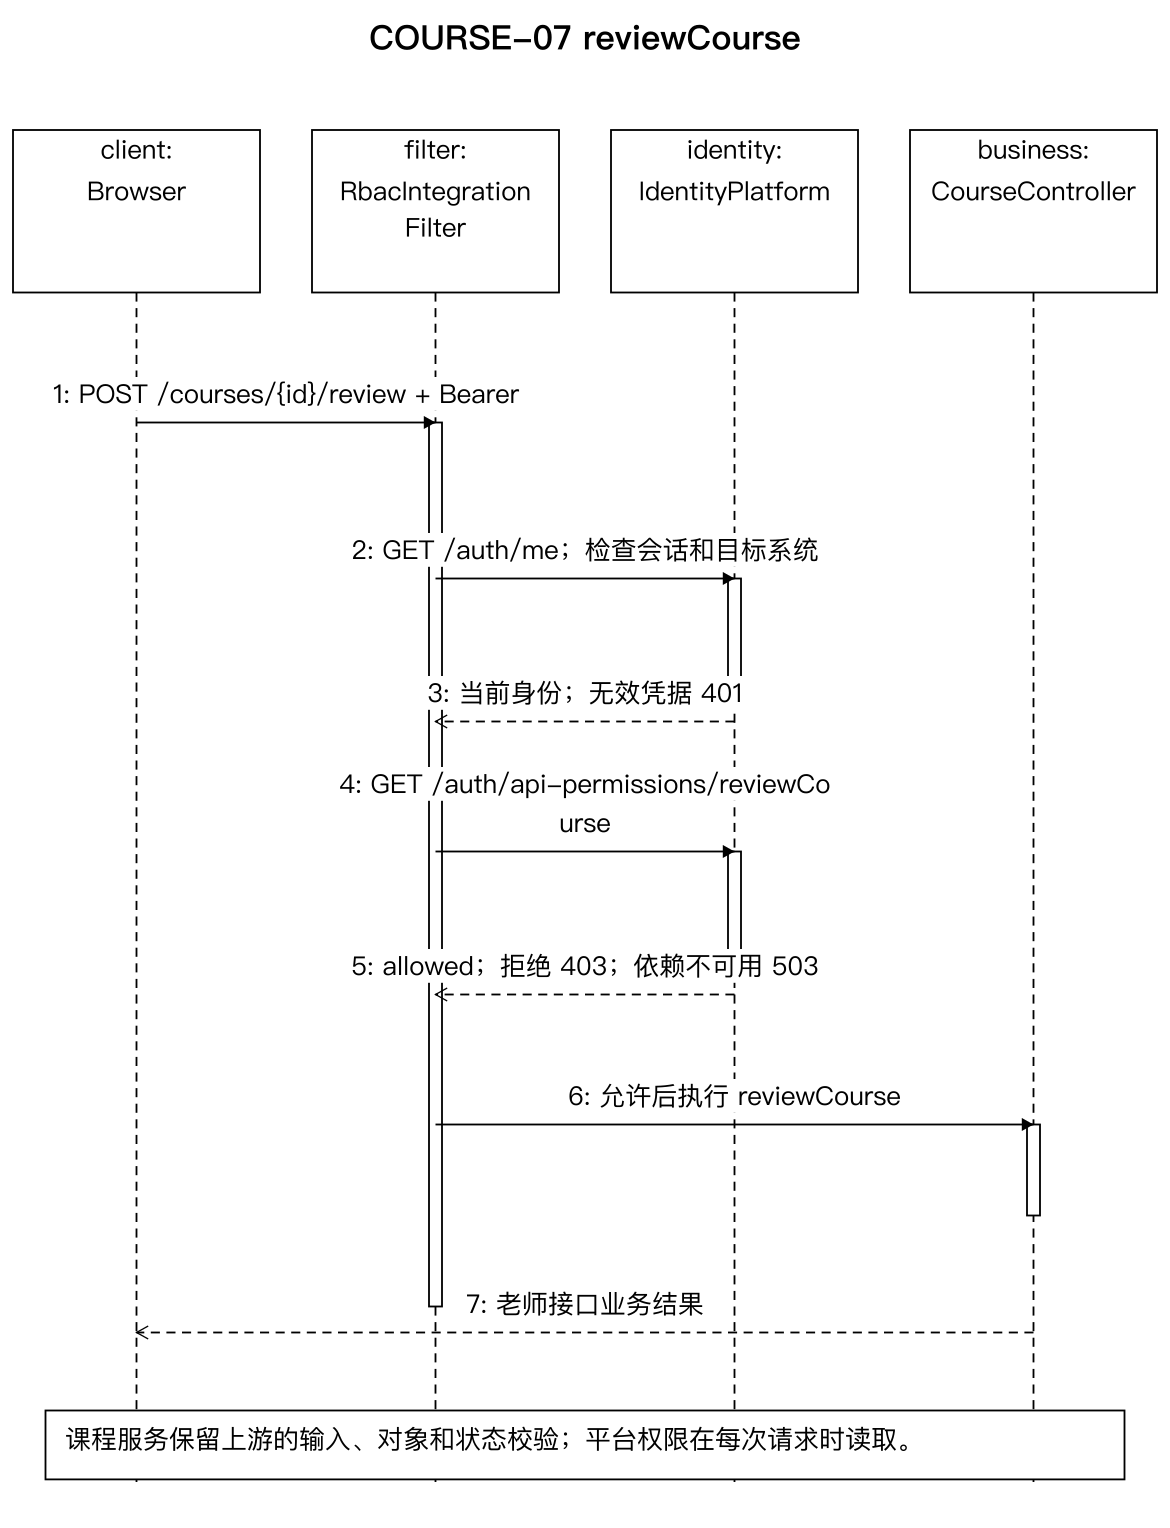 COURSE-07 reviewCourse
client:
Browser
filter:
RbacIntegration
Filter
identity:
IdentityPlatform
business:
CourseController
1: POST /courses/{id}/review + Bearer
2: GET /auth/me；检查会话和目标系统
3: 当前身份；无效凭据 401
4: GET /auth/api-permissions/reviewCo
urse
5: allowed；拒绝 403；依赖不可用 503
6: 允许后执行 reviewCourse
7: 老师接口业务结果
课程服务保留上游的输入、对象和状态校验；平台权限在每次请求时读取。